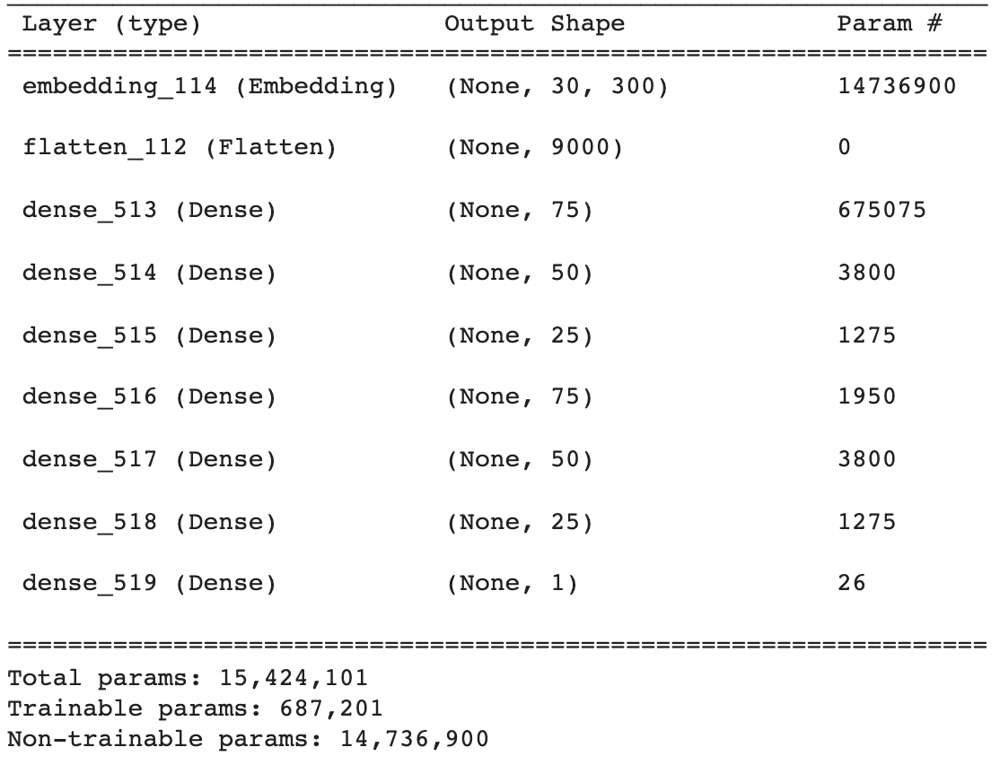 Layer (type) Output Shape Param #
=================================================================
embedding_114 (Embedding) (None, 30, 300) 14736900
flatten_112 (Flatten) (None, 9000) 0
dense_513 (Dense) (None, 75) 675075
dense_514 (Dense) (None, 50) 3800
dense_515 (Dense) (None, 25) 1275
dense_516 (Dense) (None, 75) 1950
dense_517 (Dense) (None, 50) 3800
dense_518 (Dense) (None, 25) 1275
dense_519 (Dense) (None, 1) 26
=================================================================
Total params: 15,424,101
Trainable params: 687,201
Non-trainable params: 14,736,900